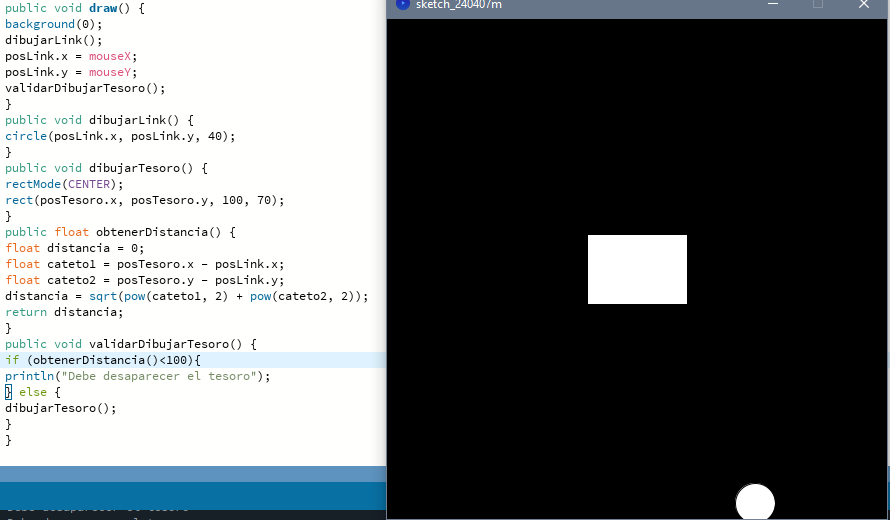 public void draw() {
background(0);
dibujarLink();
posLink.x = mouseX;
posLink.y = mouseY;
validarDibujarTesoro();
}
public void dibujarLink() {
circle(posLink.x, posLink.y, 40);
}
public void dibujarTesoro() {
rectMode(CENTER);
rect(posTesoro.x, posTesoro.y, 100, 70);
}
public float obtenerDistancia() {
float distancia = 0;
float cateto1 = posTesoro.x - posLink.x;
float cateto2 = posTesoro.y - posLink.y;
distancia = sqrt(pow(cateto1, 2) + pow(cateto2, 2));
return distancia;
}
public void validarDibujarTesoro() {
if (obtenerDistancia()<100){
println("Debe desaparecer el tesoro");
} else {
dibujarTesoro();
}
}
sketch_240407m